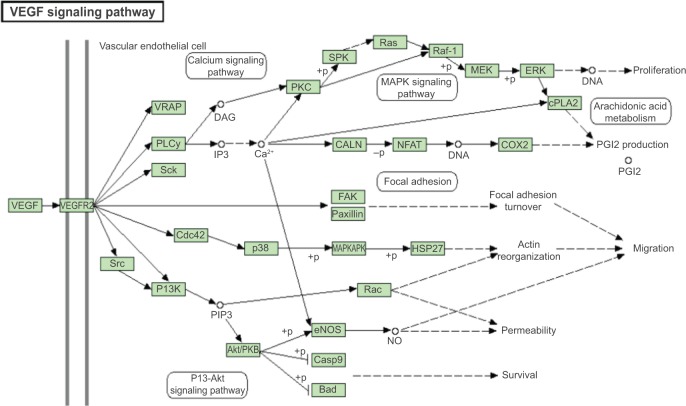 VEGF signaling pathway
Vascular endothelial cell
Calcium signaling
pathway
SPK
Ras
Raf-1
+p
+p
MEK
+p
ERK
DNA
Proliferation
PKC
MAPK signaling
pathway
VRAP
DAG
cPLA2
Arachidonic acid
metabolism
PLCγ
IP3
Ca²⁺
CALN
–p
NFAT
DNA
COX2
PGI2 production
PGI2
Sck
Focal adhesion
FAK
Paxillin
Focal adhesion
turnover
VEGF
VEGFR2
Cdc42
p38
+p
MAPKAPK
+p
HSP27
Actin
reorganization
Migration
Src
P13K
PIP3
Rac
Akt/PKB
+p
eNOS
NO
Permeability
+p
Casp9
+p
Bad
Survival
P13-Akt
signaling pathway